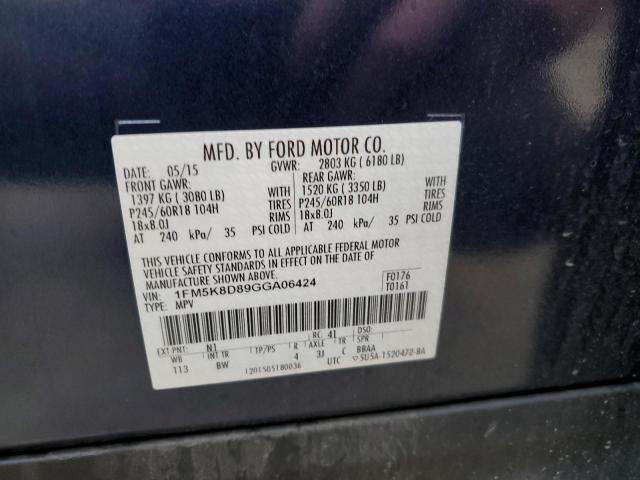 MFD. BY FORD MOTOR CO.
DATE: 05/15 GVWR: 2803 KG ( 6180 LB)
FRONT GAWR: REAR GAWR:
1397 KG ( 3080 LB) WITH 1520 KG ( 3350 LB) WITH
P245/60R18 104H TIRES P245/60R18 104H TIRES
18x8.0J RIMS 18x8.0J RIMS
AT 240 kPa/ 35 PSI COLD AT 240 kPa/ 35 PSI COLD
THIS VEHICLE CONFORMS TO ALL APPLICABLE FEDERAL MOTOR
VEHICLE SAFETY STANDARDS IN EFFECT ON THE DATE OF
MANUFACTURE SHOWN ABOVE.
VIN: 1FM5K8D89GGA06424 F0176
TYPE: MPV T0161
EXT PNT: N1 RC: 41 DSO:
WB INT TR TP/PS R AXLE TR SPR
113 BW 4 3J C BBAA
1201505180036 UTC ▽5U5A-1520472-BA